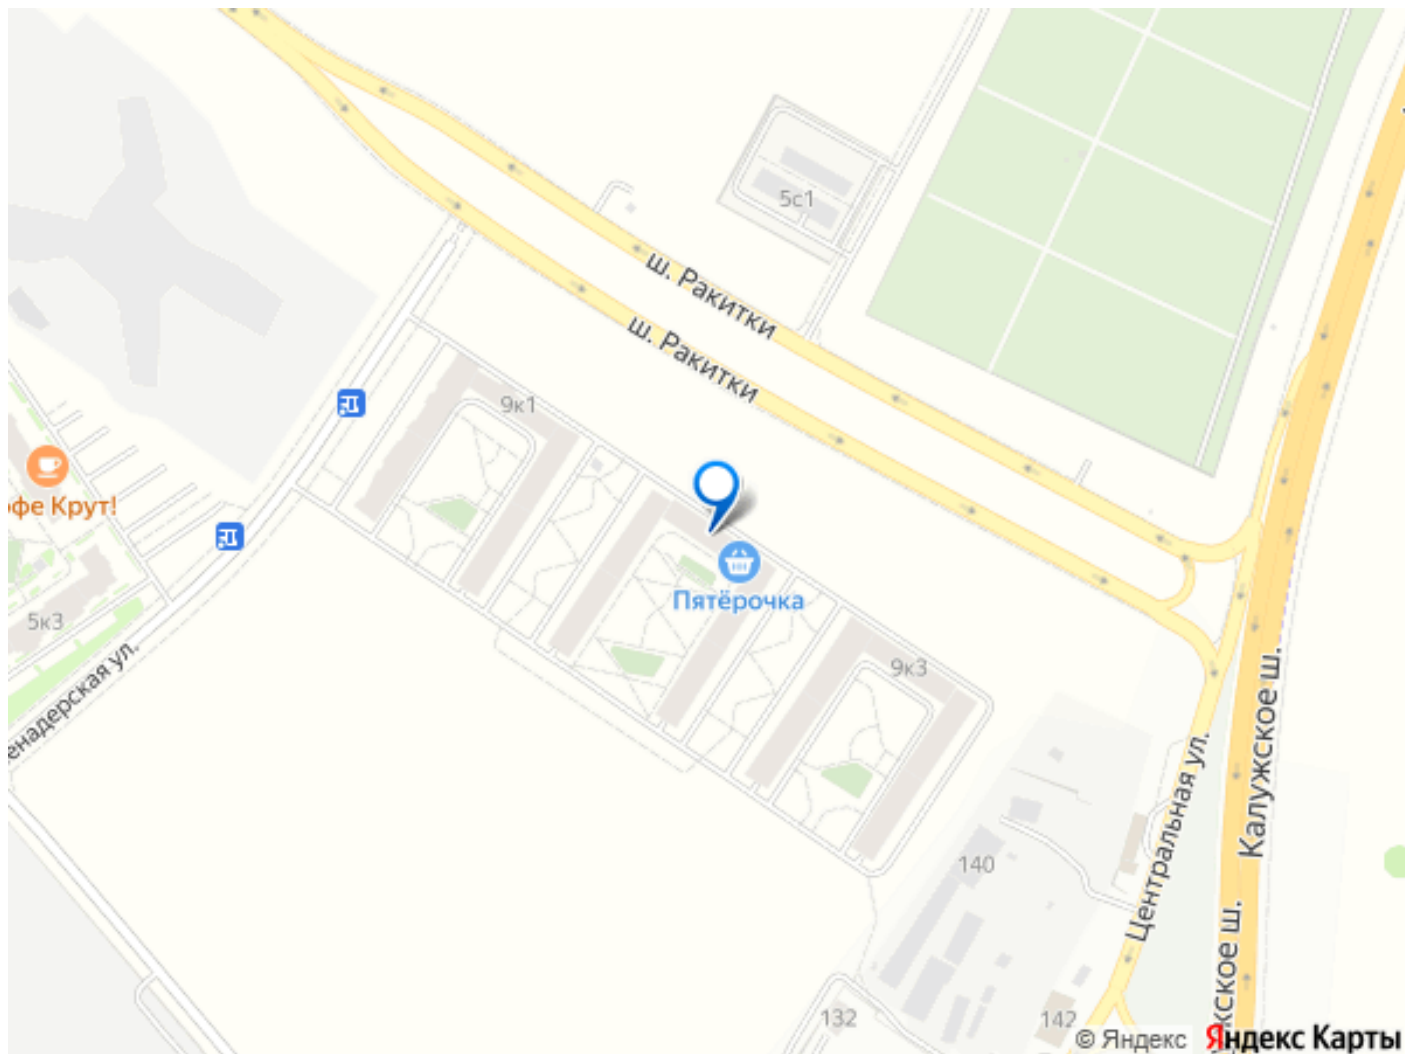 5с1
ш. Ракитки
ш. Ракитки
9к1
офе Крут!
Пятёрочка
5к3
9к3
енадерская ул.
Калужское ш.
Центральная ул.
140
жское ш.
132
142
© Яндекс
Яндекс Карты